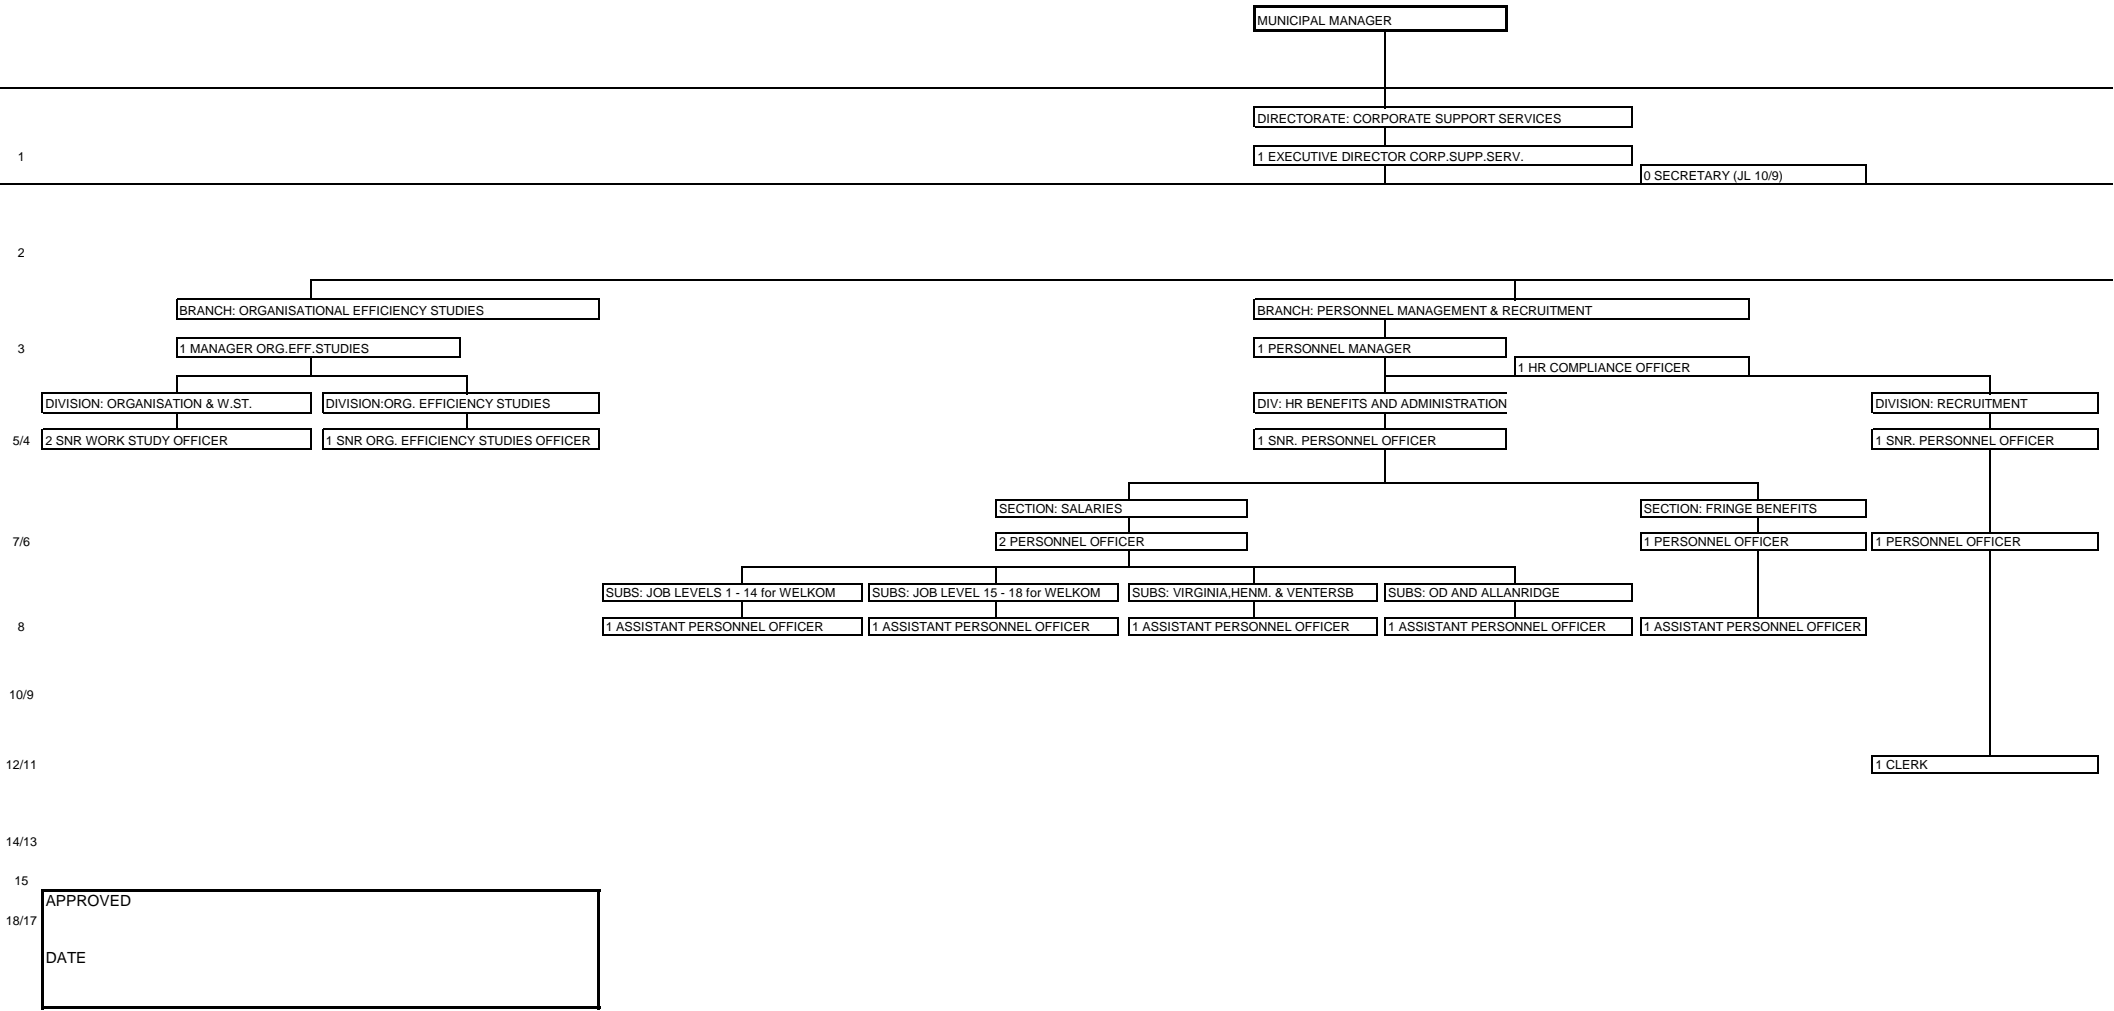 MUNICIPAL MANAGER
DIRECTORATE: CORPORATE SUPPORT SERVICES
1
1 EXECUTIVE DIRECTOR CORP.SUPP.SERV.
0 SECRETARY (JL 10/9)
2
BRANCH: ORGANISATIONAL EFFICIENCY STUDIES
BRANCH: PERSONNEL MANAGEMENT & RECRUITMENT
3
1 MANAGER ORG.EFF.STUDIES
1 PERSONNEL MANAGER
1 HR COMPLIANCE OFFICER
DIVISION: ORGANISATION & W.ST.
DIVISION:ORG. EFFICIENCY STUDIES
DIV: HR BENEFITS AND ADMINISTRATION
DIVISION: RECRUITMENT
5/4
2 SNR WORK STUDY OFFICER
1 SNR ORG. EFFICIENCY STUDIES OFFICER
1 SNR. PERSONNEL OFFICER
1 SNR. PERSONNEL OFFICER
SECTION: SALARIES
SECTION: FRINGE BENEFITS
7/6
2 PERSONNEL OFFICER
1 PERSONNEL OFFICER
1 PERSONNEL OFFICER
SUBS: JOB LEVELS 1 - 14 for WELKOM
SUBS: JOB LEVEL 15 - 18 for WELKOM
SUBS: VIRGINIA,HENM. & VENTERSB
SUBS: OD AND ALLANRIDGE
8
1 ASSISTANT PERSONNEL OFFICER
1 ASSISTANT PERSONNEL OFFICER
1 ASSISTANT PERSONNEL OFFICER
1 ASSISTANT PERSONNEL OFFICER
1 ASSISTANT PERSONNEL OFFICER
10/9
12/11
1 CLERK
14/13
15
APPROVED
18/17
DATE